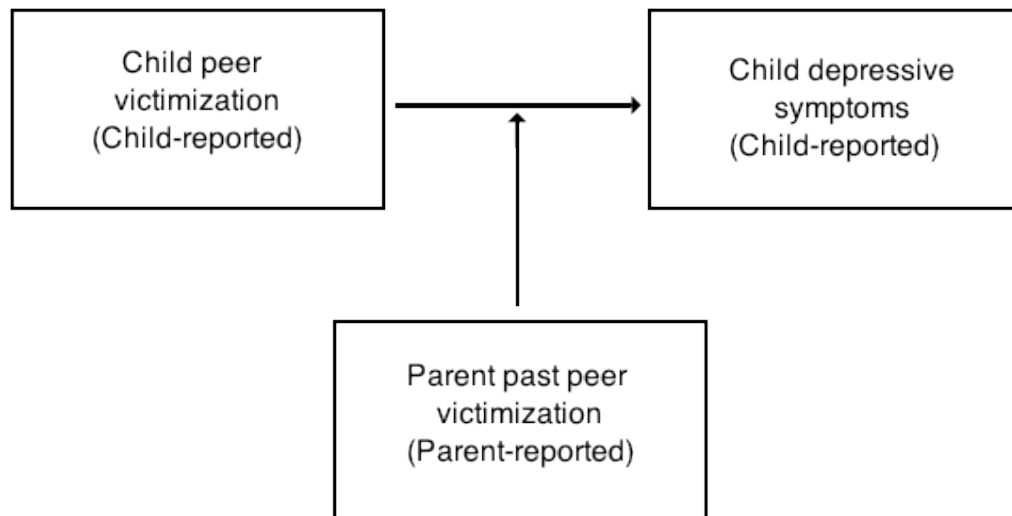 Child peer
victimization
(Child-reported)
Child depressive
symptoms
(Child-reported)
Parent past peer
victimization
(Parent-reported)